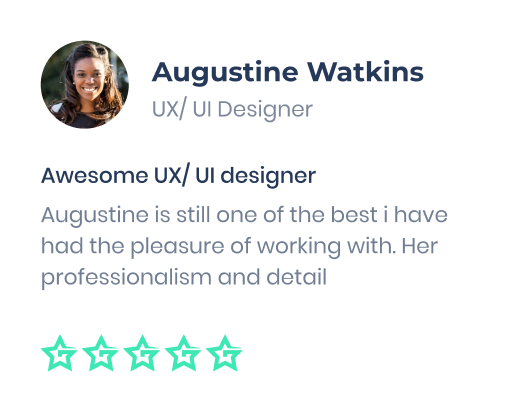 Augustine Watkins
UX/ UI Designer
Awesome UX/ UI designer
Augustine is still one of the best i have
had the pleasure of working with. Her
professionalism and detail